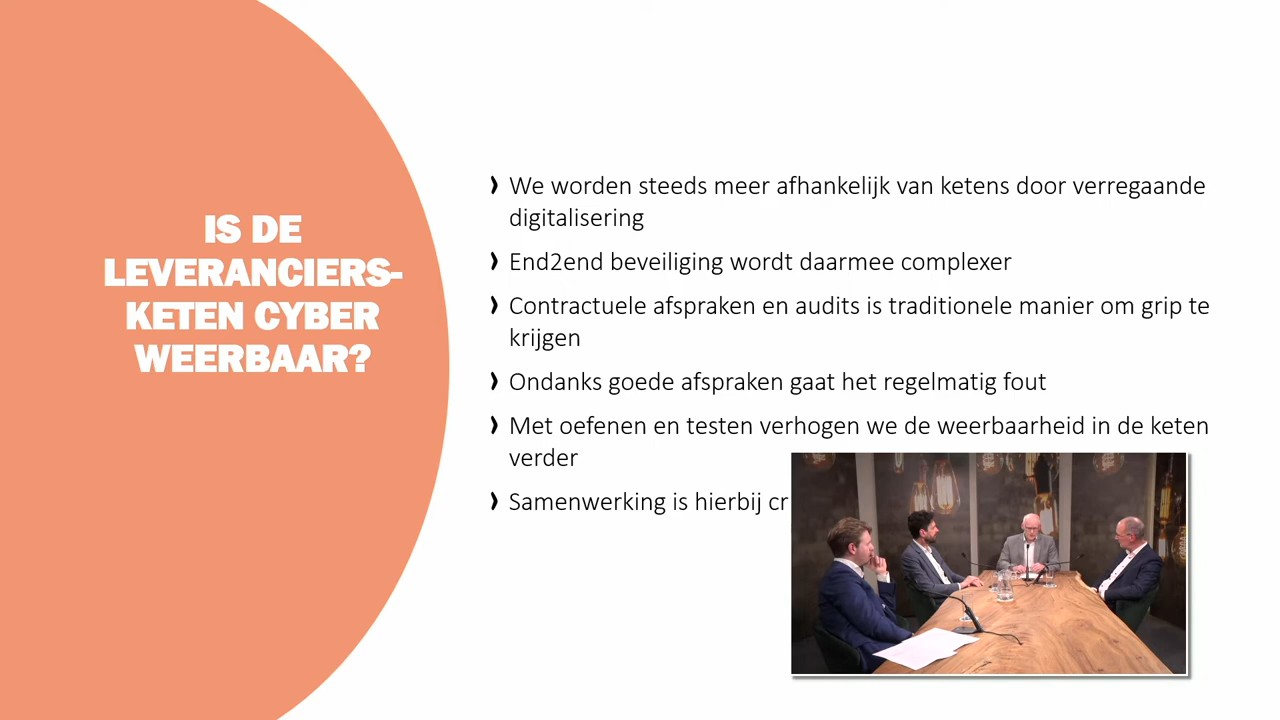 IS DE
LEVERANCIERS-
KETEN CYBER
WEERBAAR?
We worden steeds meer afhankelijk van ketens door verregaande
digitalisering
End2end beveiliging wordt daarmee complexer
Contractuele afspraken en audits is traditionele manier om grip te
krijgen
Ondanks goede afspraken gaat het regelmatig fout
Met oefenen en testen verhogen we de weerbaarheid in de keten
verder
Samenwerking is hierbij